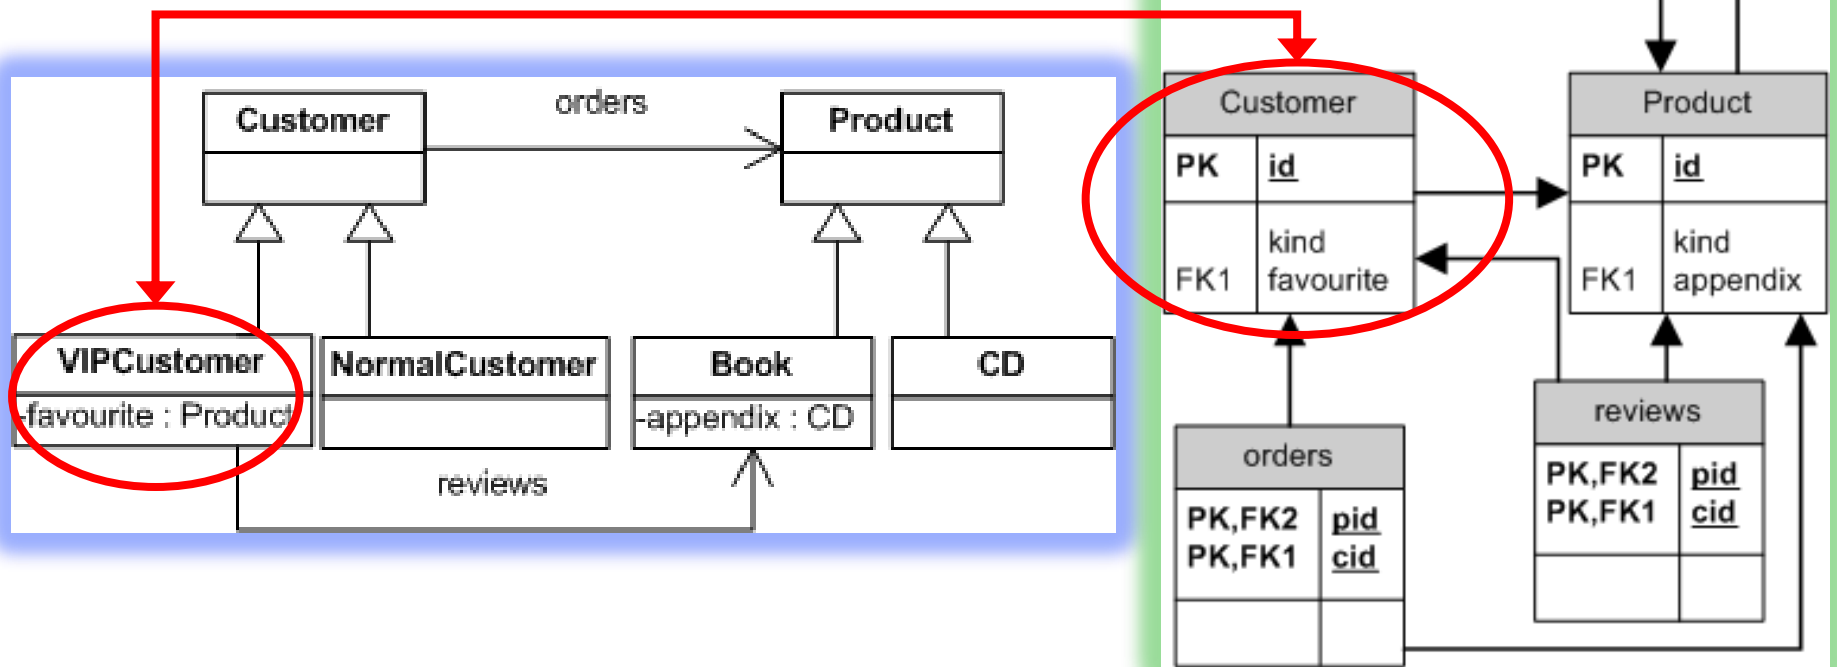 orders
Customer
Product
VIPCustomer
-favourite : Product
NormalCustomer
Book
-appendix : CD
CD
reviews
Customer
PK id
kind
FK1 favourite
Product
PK id
kind
FK1 appendix
orders
PK,FK2 pid
PK,FK1 cid
reviews
PK,FK2 pid
PK,FK1 cid